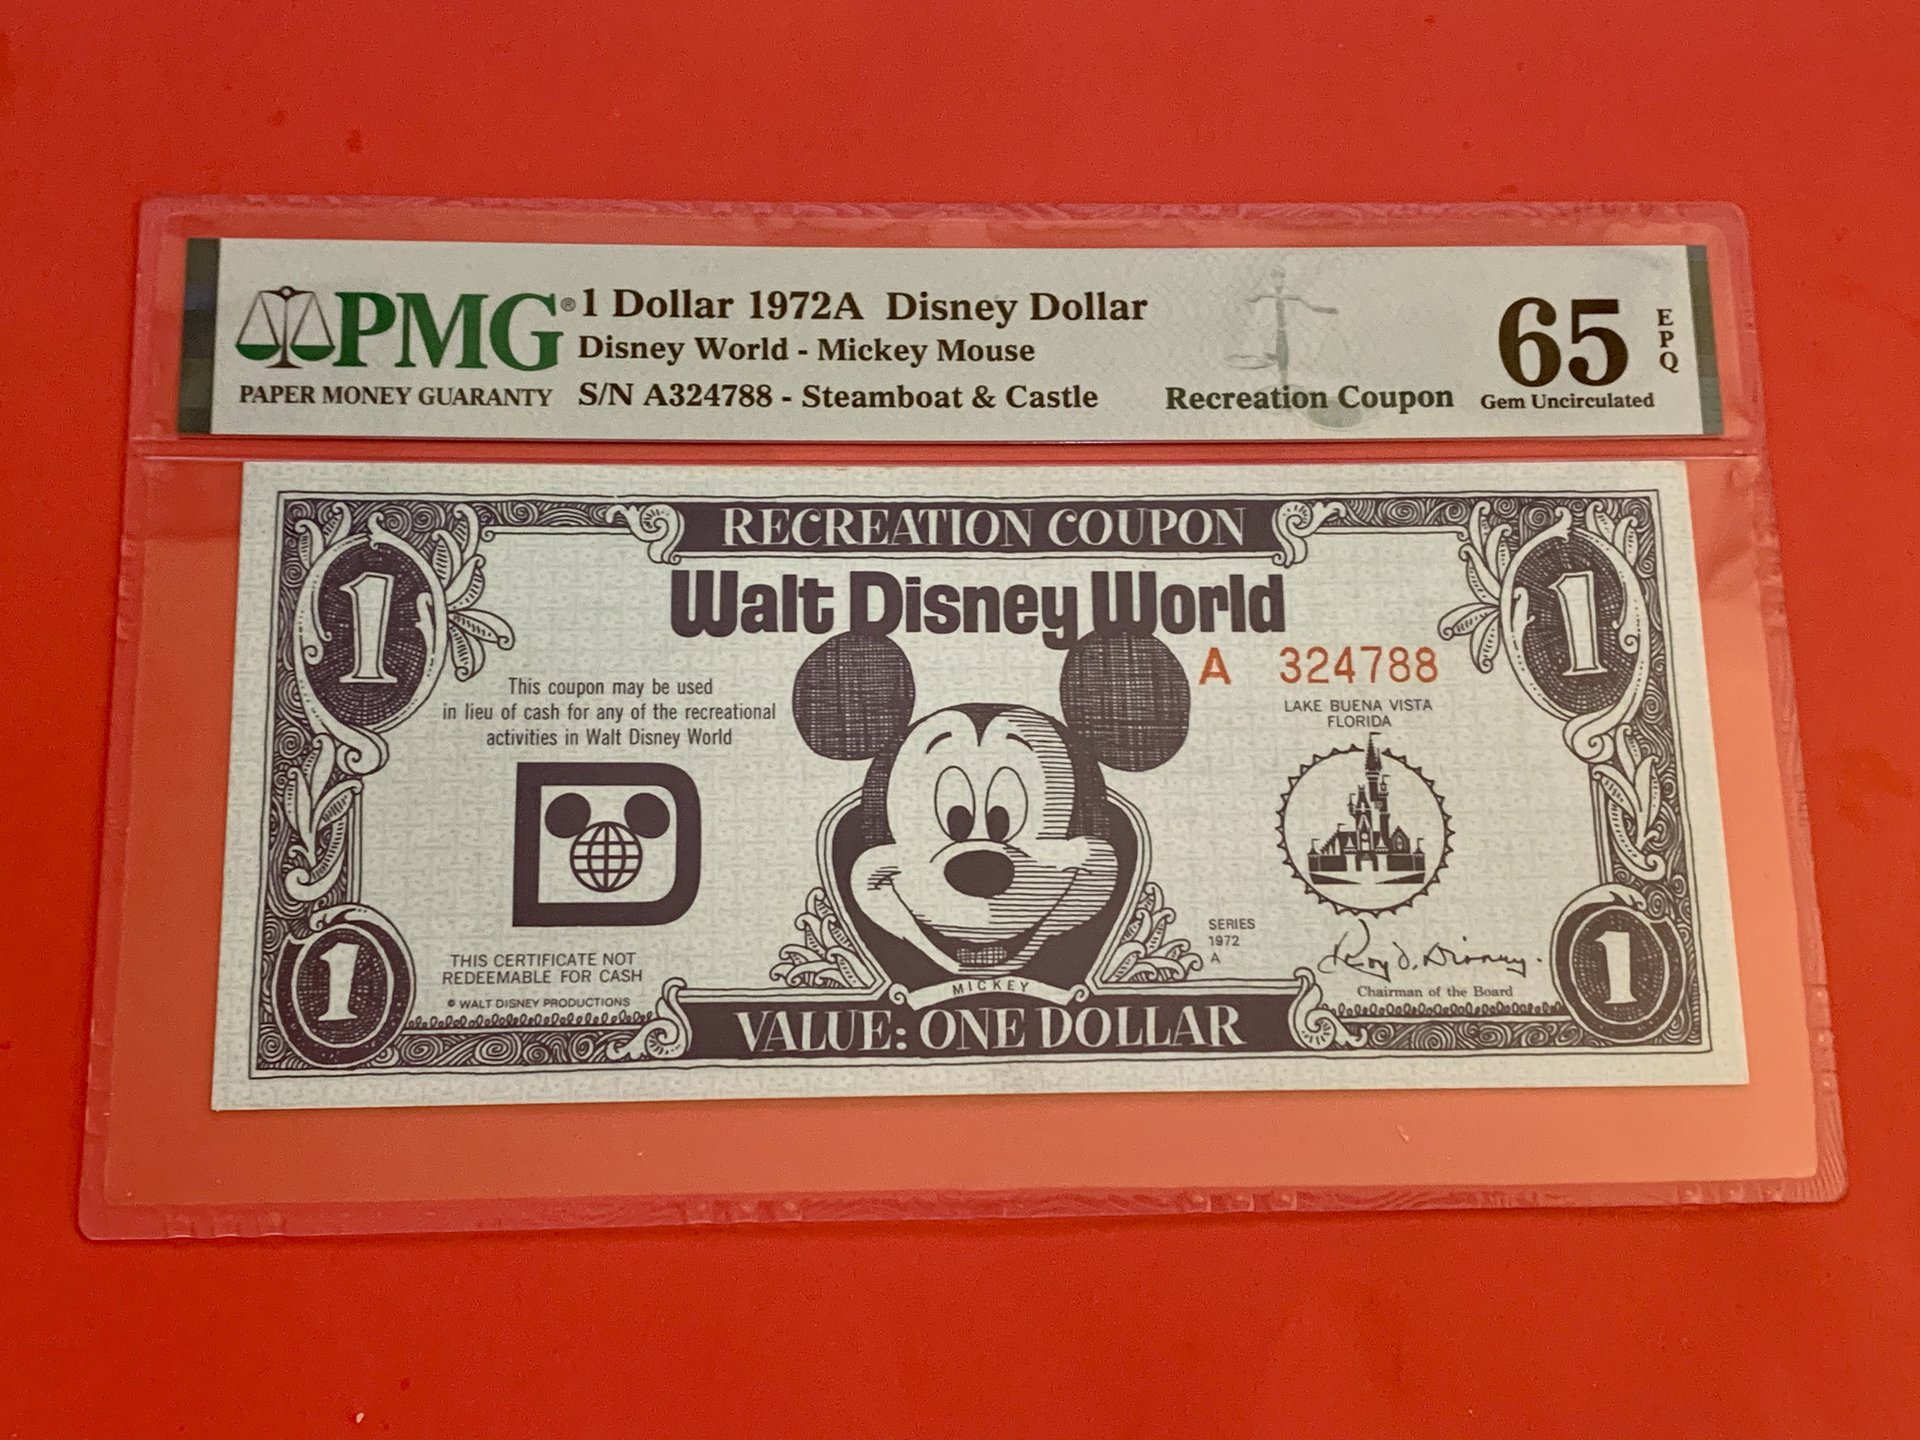 PMG®
PAPER MONEY GUARANTY
1 Dollar 1972A Disney Dollar
Disney World - Mickey Mouse
S/N A324788 - Steamboat & Castle
Recreation Coupon
65
EPQ
Gem Uncirculated
RECREATION COUPON
Walt Disney World
1
1
A 324788
LAKE BUENA VISTA
FLORIDA
This coupon may be used
in lieu of cash for any of the recreational
activities in Walt Disney World
D
THIS CERTIFICATE NOT
REDEEMABLE FOR CASH
© WALT DISNEY PRODUCTIONS
MICKEY
SERIES
1972
A
Roy O. Disney.
Chairman of the Board
1
1
VALUE: ONE DOLLAR